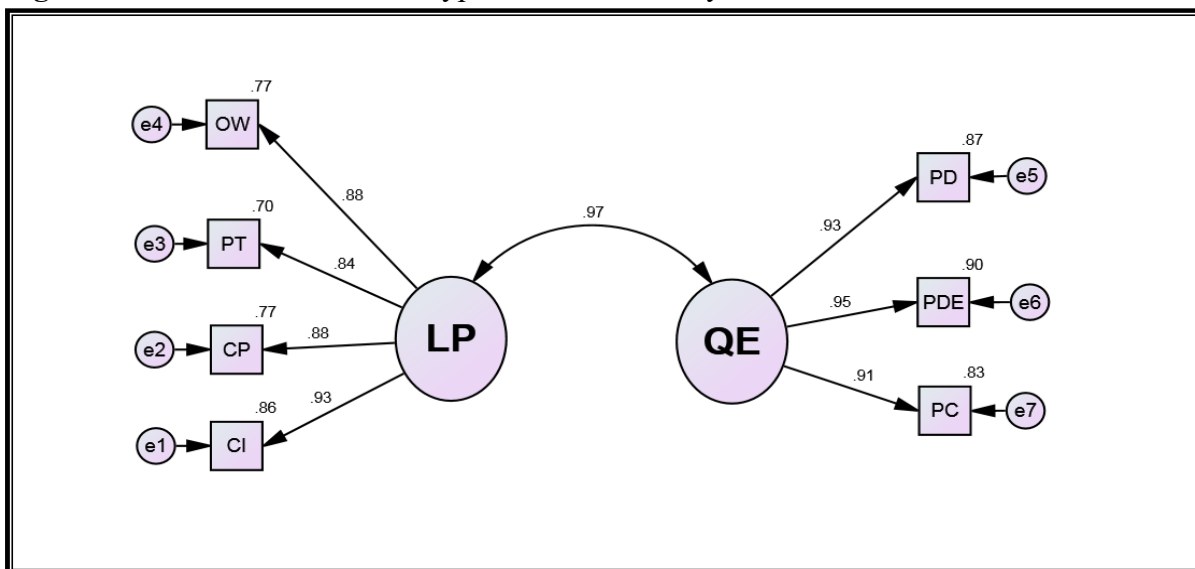 .77
e4 OW
.88
.87
PD e5
.97
.93
.70
e3 PT
.84
.90
PDE e6
.95
LP QE
.77
e2 CP
.88
.91
.83
PC e7
.93
.86
e1 CI